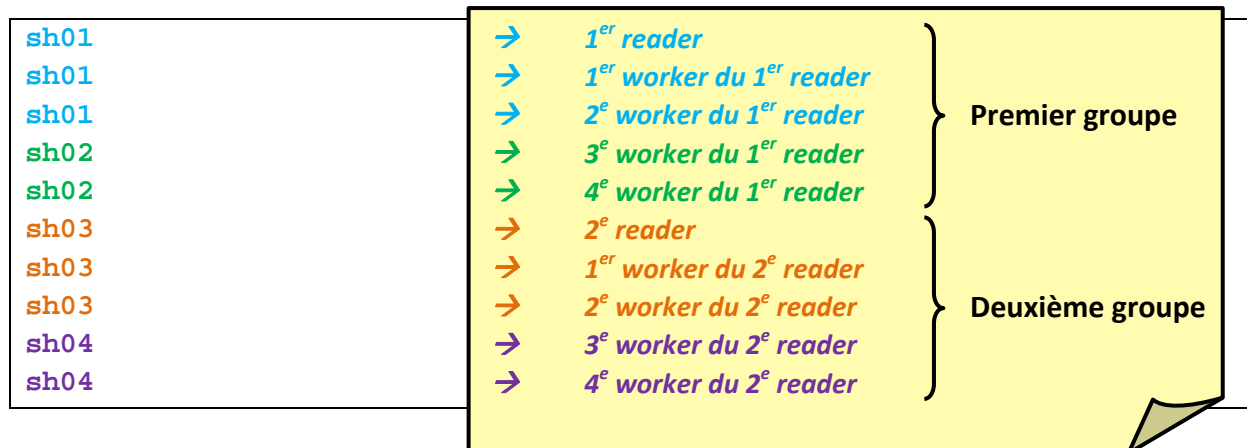 sh01 → 1er reader
sh01 → 1er worker du 1er reader
sh01 → 2e worker du 1er reader Premier groupe
sh02 → 3e worker du 1er reader
sh02 → 4e worker du 1er reader
sh03 → 2e reader
sh03 → 1er worker du 2e reader
sh03 → 2e worker du 2e reader Deuxième groupe
sh04 → 3e worker du 2e reader
sh04 → 4e worker du 2e reader